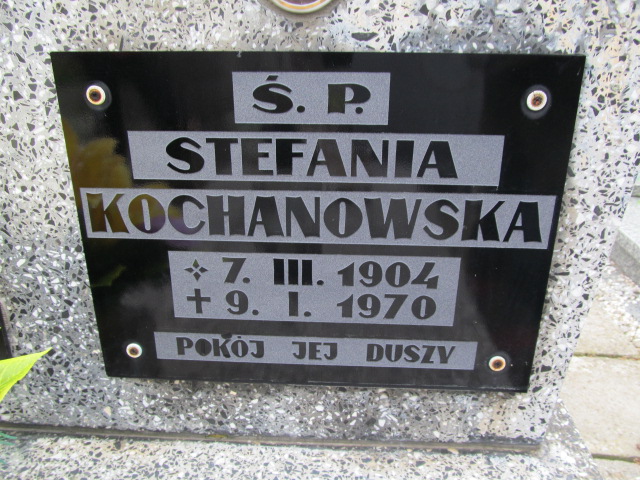 Ś. P.
STEFANIA
KOCHANOWSKA
✧ 7. III. 1904
✝ 9. I. 1970
POKÓJ JEJ DUSZY